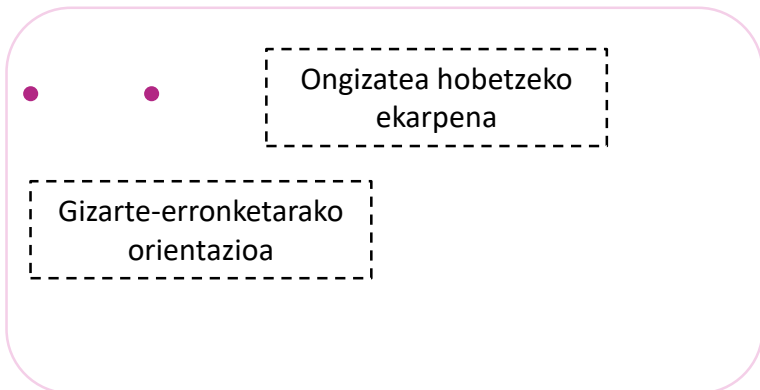 Ongizatea hobetzeko
ekarpena
Gizarte-erronketarako
orientazioa